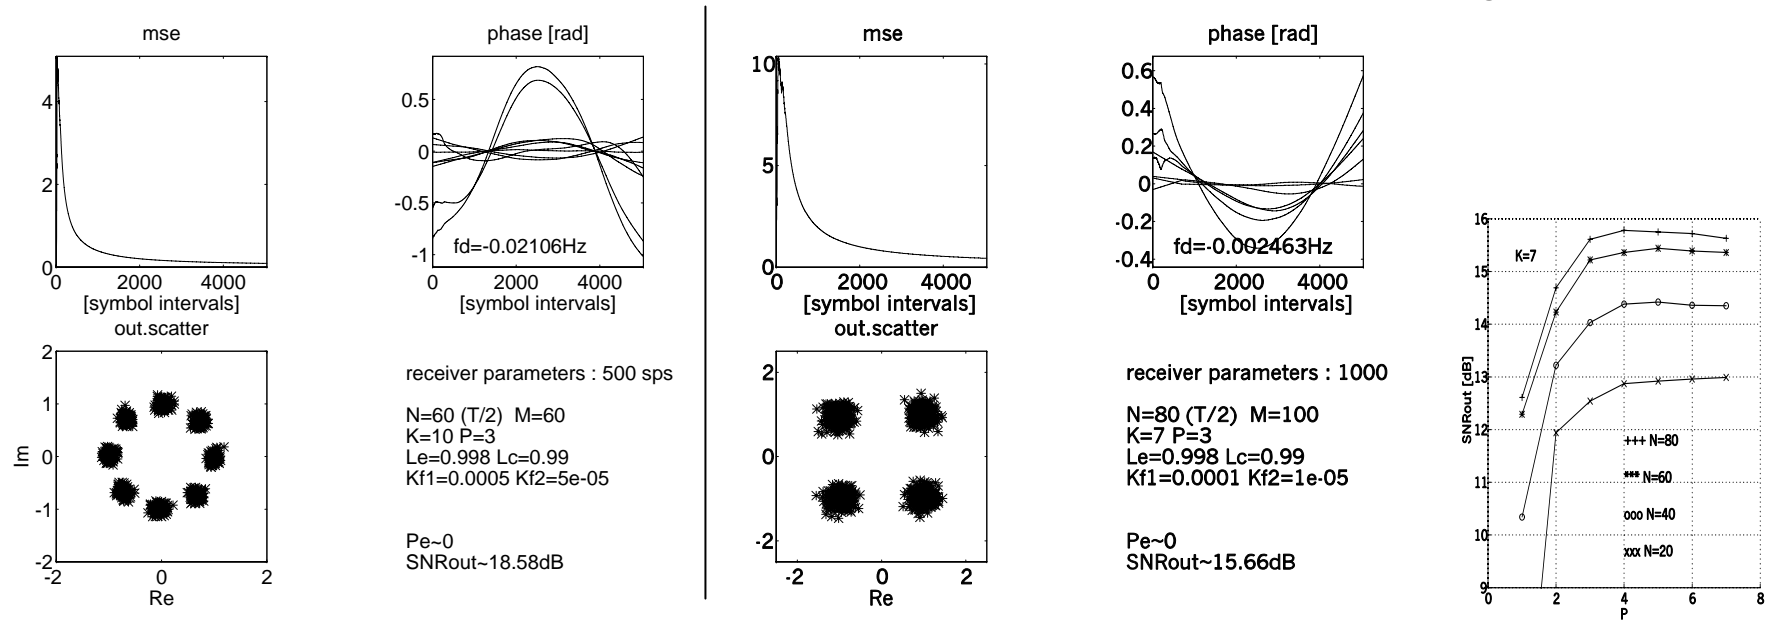 mse
4
2
0
0 2000 4000
[symbol intervals]
phase [rad]
0.5
0
-0.5
-1
fd=-0.02106Hz
0 2000 4000
[symbol intervals]
out.scatter
2
1
0
-1
-2
Im
-2 0 2
Re
receiver parameters : 500 sps
N=60 (T/2) M=60
K=10 P=3
Le=0.998 Lc=0.99
Kf1=0.0005 Kf2=5e-05
Pe~0
SNRout~18.58dB
mse
10
5
0
0 2000 4000
[symbol intervals]
phase [rad]
0.6
0.4
0.2
0
-0.2
-0.4
fd=-0.002463Hz
0 2000 4000
[symbol intervals]
out.scatter
2
0
-2
-2 0 2
Re
receiver parameters : 1000
N=80 (T/2) M=100
K=7 P=3
Le=0.998 Lc=0.99
Kf1=0.0001 Kf2=1e-05
Pe~0
SNRout~15.66dB
16
15
14
13
12
11
10
9
SNRout [dB]
K=7
+++ N=80
*** N=60
ooo N=40
xxx N=20
0 2 4 6 8
P